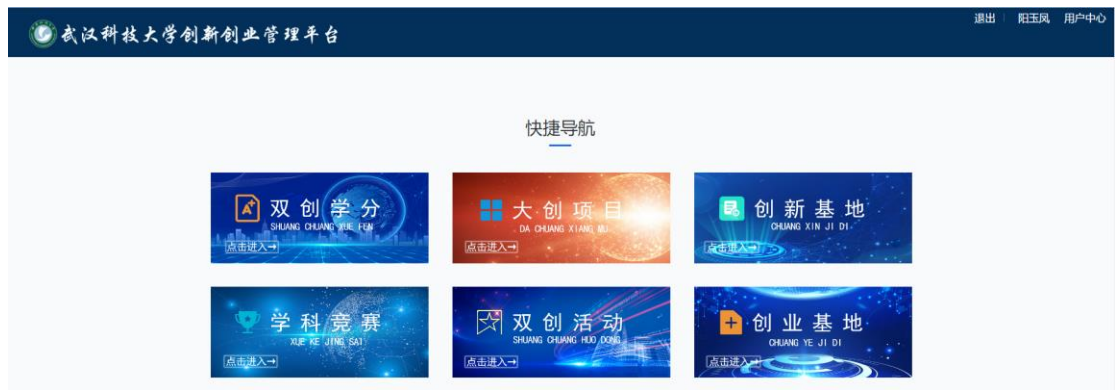 武汉科技大学创新创业管理平台
退出 阳玉凤 用户中心
快捷导航
双创学分
SHUANG CHUANG XUE FEN
点击进入→
大创项目
DA CHUANG XIANG MU
点击进入→
创新基地
CHUANG XIN JI DI
点击进入→
学科竞赛
XUE KE JING SAI
点击进入→
双创活动
SHUANG CHUANG HUO DONG
点击进入→
创业基地
CHUANG YE JI DI
点击进入→